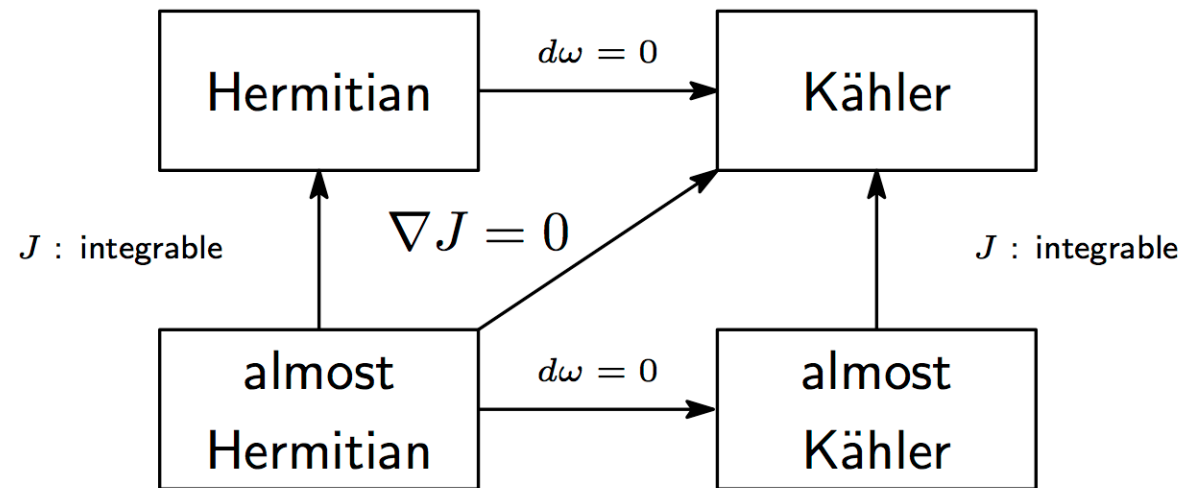 dω = 0
Hermitian
Kähler
∇J = 0
J : integrable
J : integrable
dω = 0
almost
Hermitian
almost
Kähler